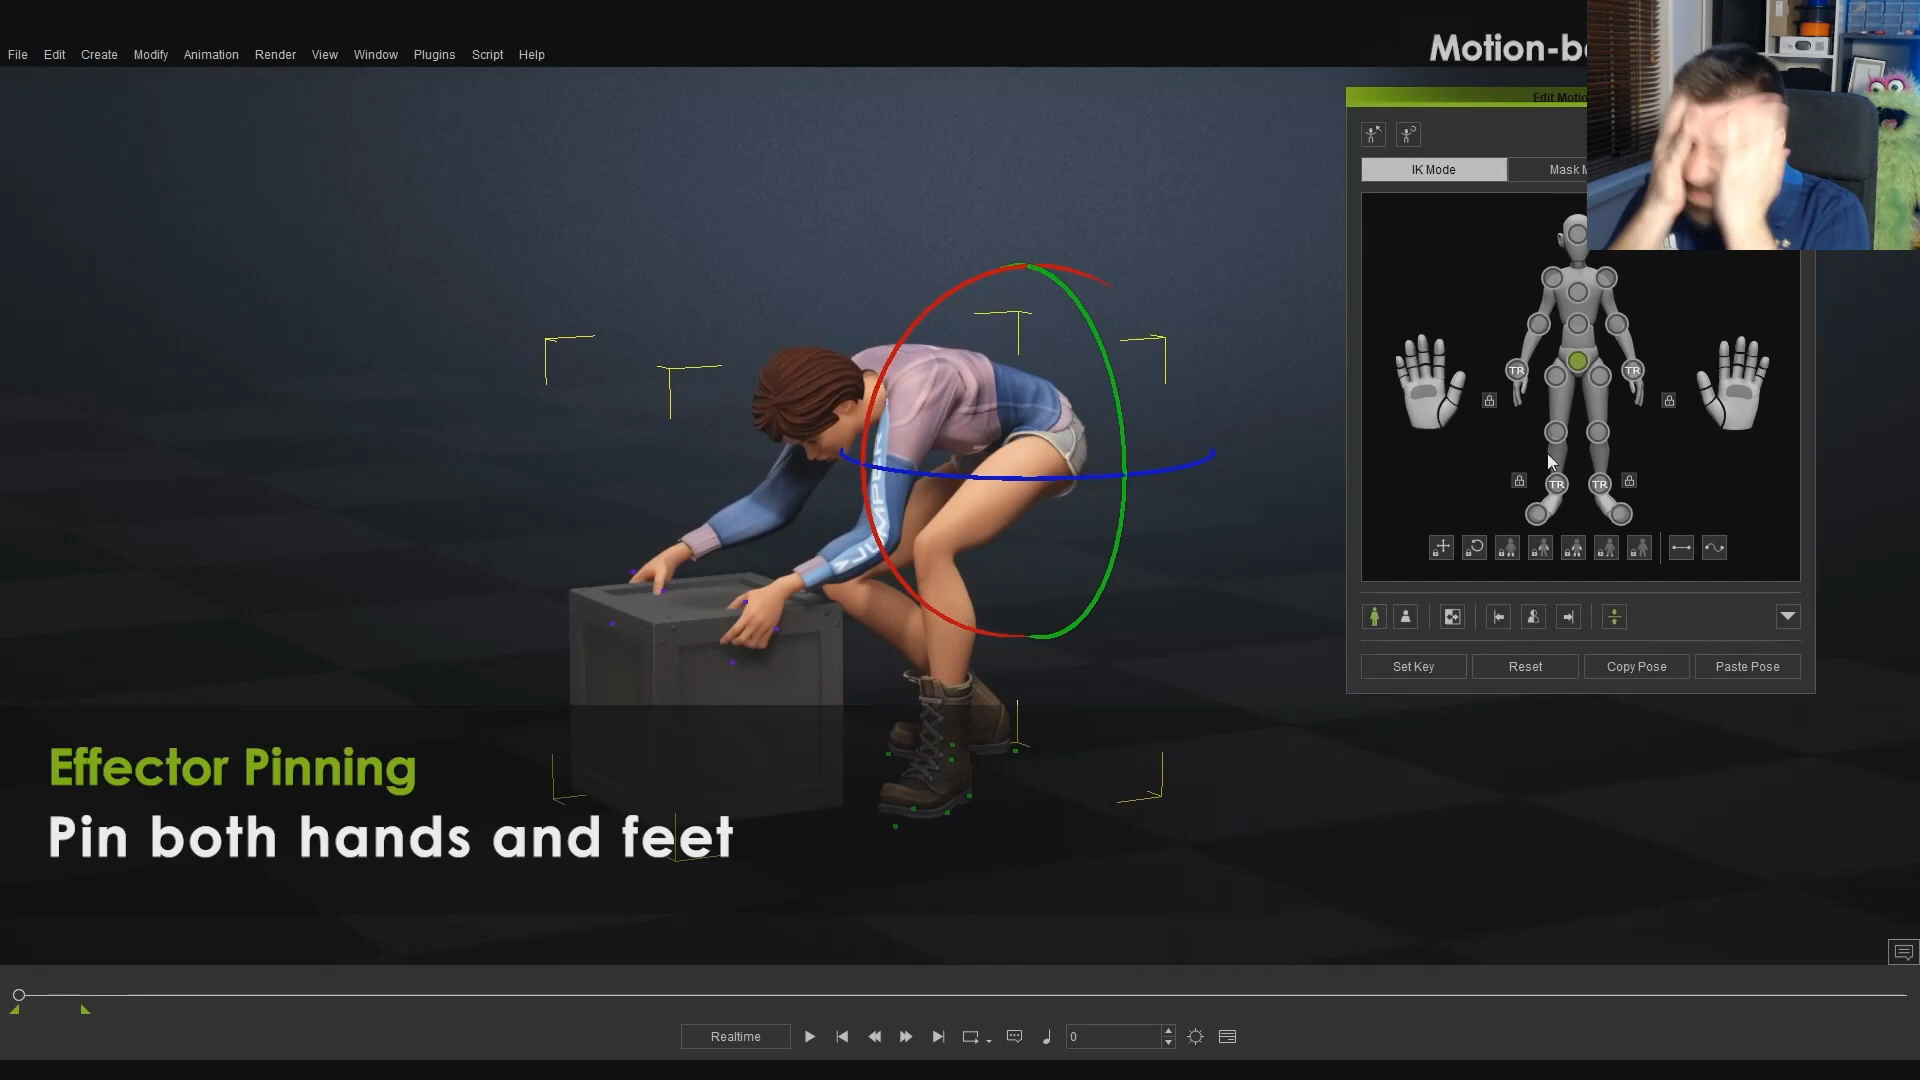 File Edit Create Modify Animation Render View Window Plugins Script Help
Motion-b
Edit Motio
IK Mode
Mask M
TR TR
TR TR
Set Key Reset Copy Pose Paste Pose
Effector Pinning
Pin both hands and feet
Realtime
0